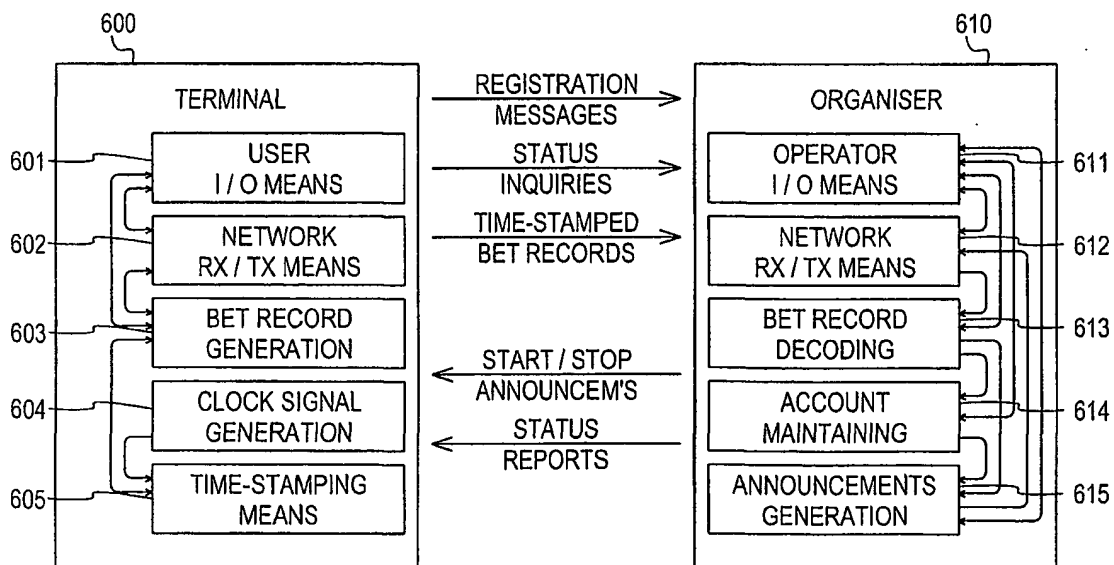 600
610
TERMINAL
REGISTRATION
MESSAGES
ORGANISER
601
USER
I / O MEANS
STATUS
INQUIRIES
OPERATOR
I / O MEANS
611
602
NETWORK
RX / TX MEANS
TIME-STAMPED
BET RECORDS
NETWORK
RX / TX MEANS
612
603
BET RECORD
GENERATION
START / STOP
ANNOUNCEM'S
BET RECORD
DECODING
613
604
CLOCK SIGNAL
GENERATION
STATUS
REPORTS
ACCOUNT
MAINTAINING
614
605
TIME-STAMPING
MEANS
ANNOUNCEMENTS
GENERATION
615